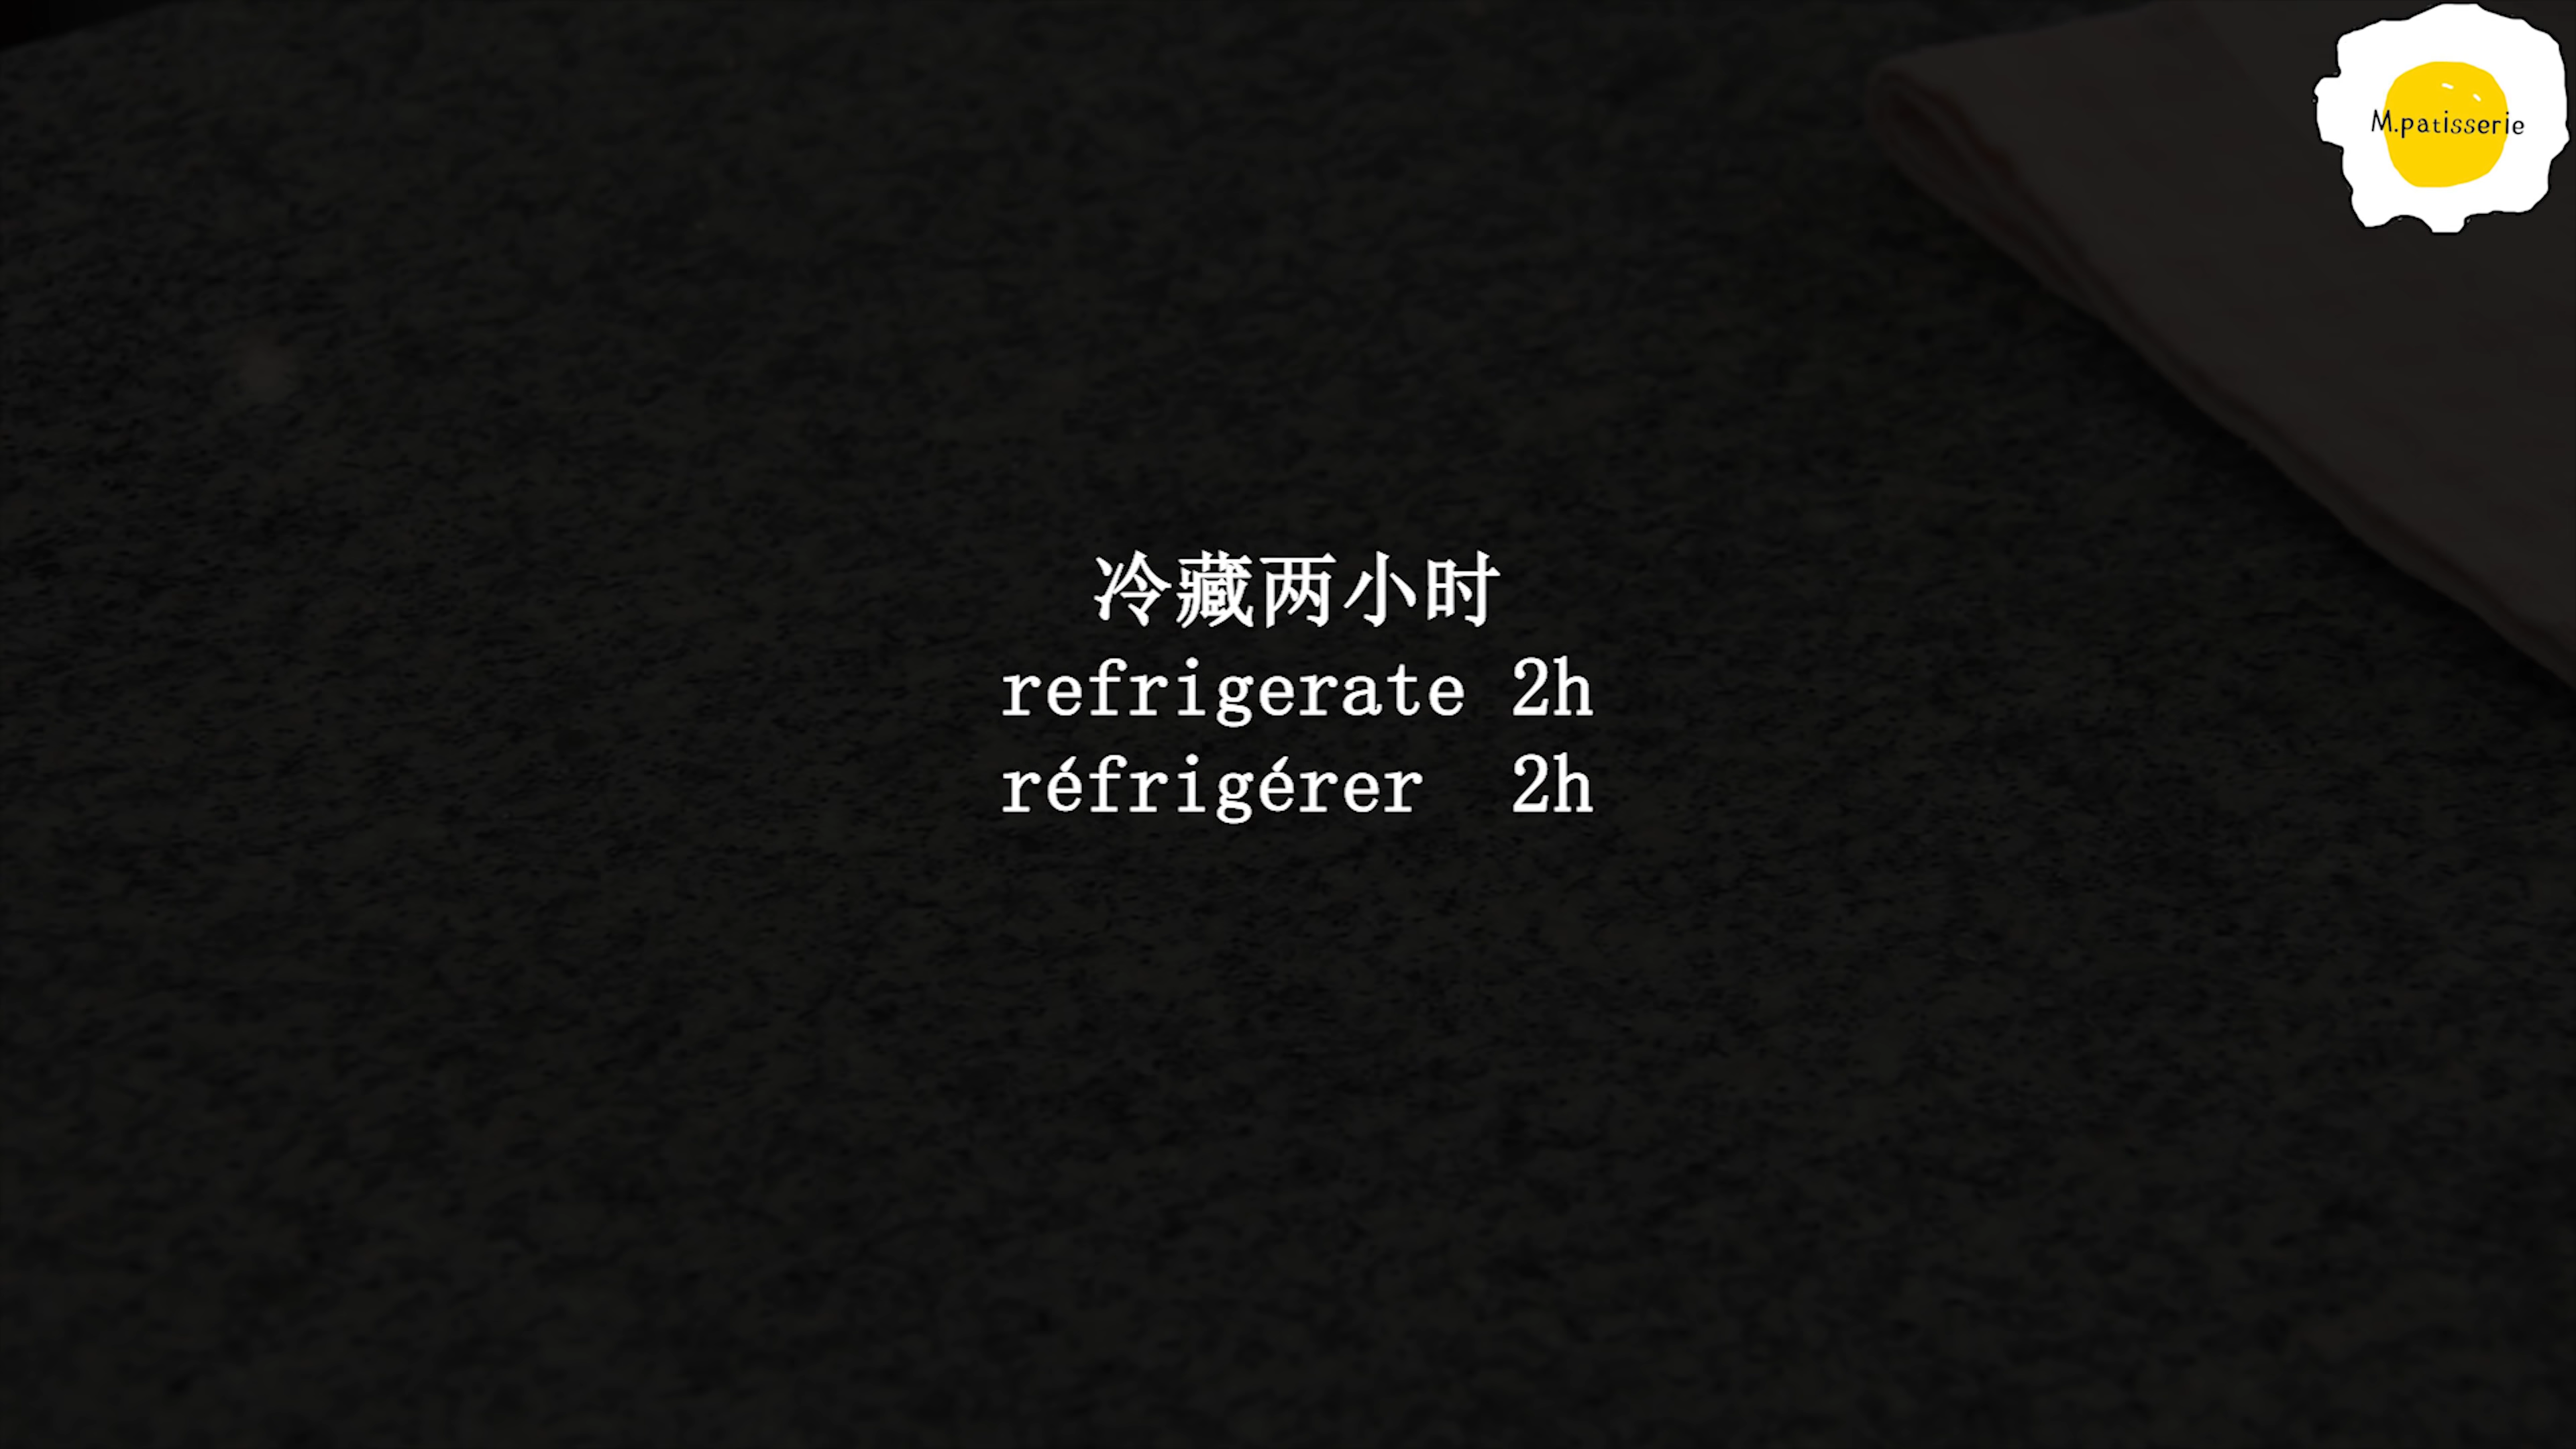 M.patisserie
冷藏两小时
refrigerate 2h
réfrigérer 2h